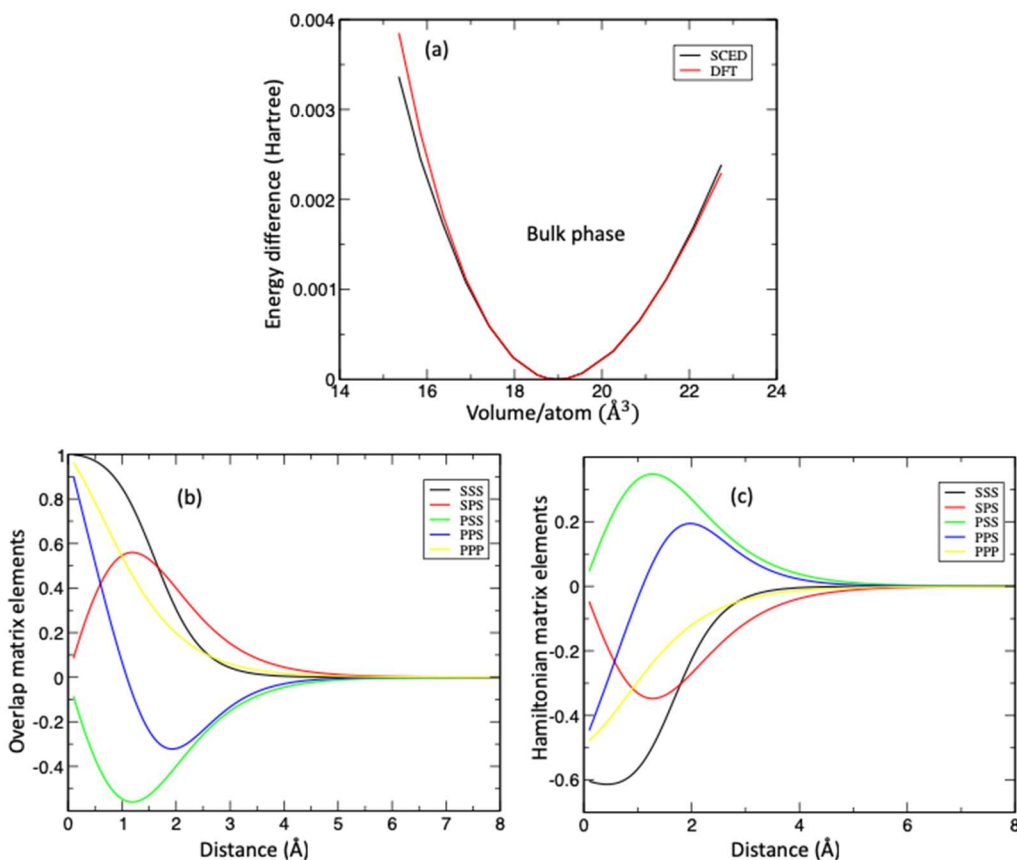 (a)
SCED
DFT
Energy difference (Hartree)
0.004
0.003
0.002
0.001
0
Bulk phase
14 16 18 20 22 24
Volume/atom (Å³)
(b)
SSS
SPS
PSS
PPS
PPP
Overlap matrix elements
1
0.8
0.6
0.4
0.2
0
-0.2
-0.4
0 1 2 3 4 5 6 7 8
Distance (Å)
(c)
SSS
SPS
PSS
PPS
PPP
Hamiltonian matrix elements
0.2
0
-0.2
-0.4
-0.6
0 2 4 6 8
Distance (Å)